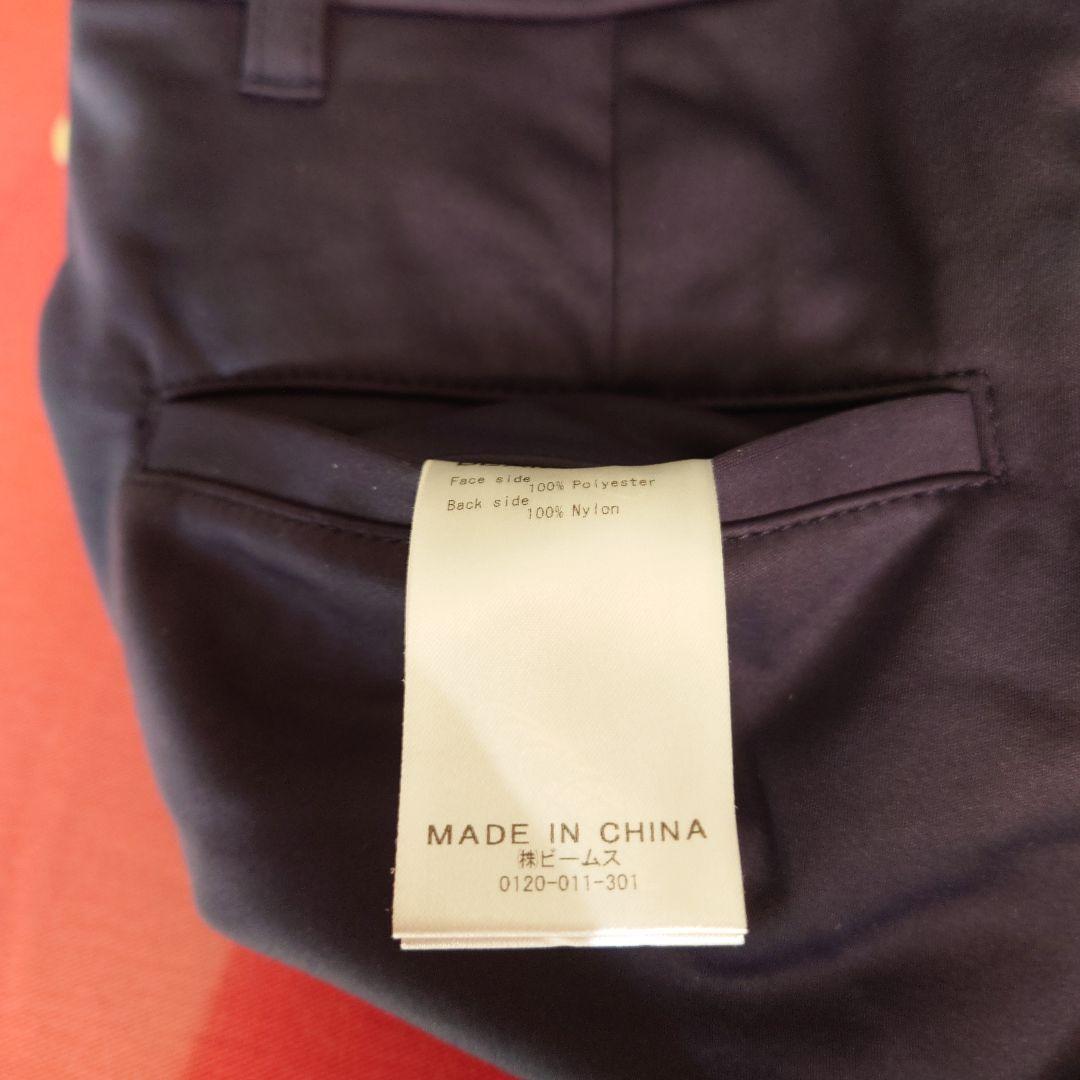 Face side
100% Polyester
Back side
100% Nylon
MADE IN CHINA
㈱ビームス
0120-011-301